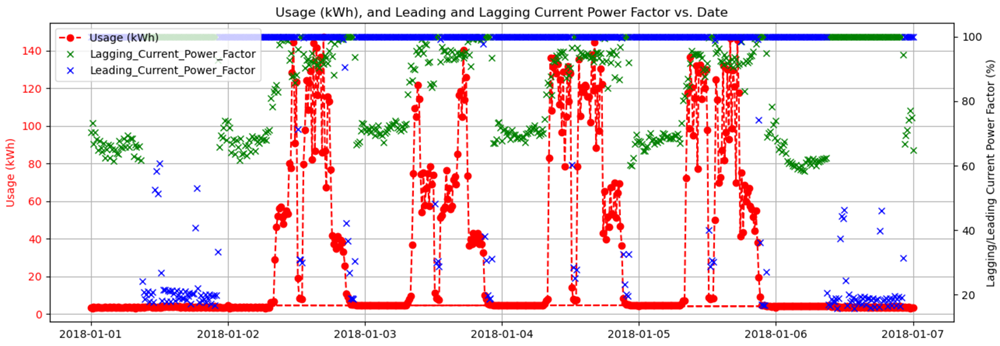 Usage (kWh), and Leading and Lagging Current Power Factor vs. Date
Usage (kWh)
Lagging_Current_Power_Factor
Leading_Current_Power_Factor
Usage (kWh)
140
120
100
80
60
40
20
0
100
80
60
40
20
Lagging/Leading Current Power Factor (%)
2018-01-01 2018-01-02 2018-01-03 2018-01-04 2018-01-05 2018-01-06 2018-01-07